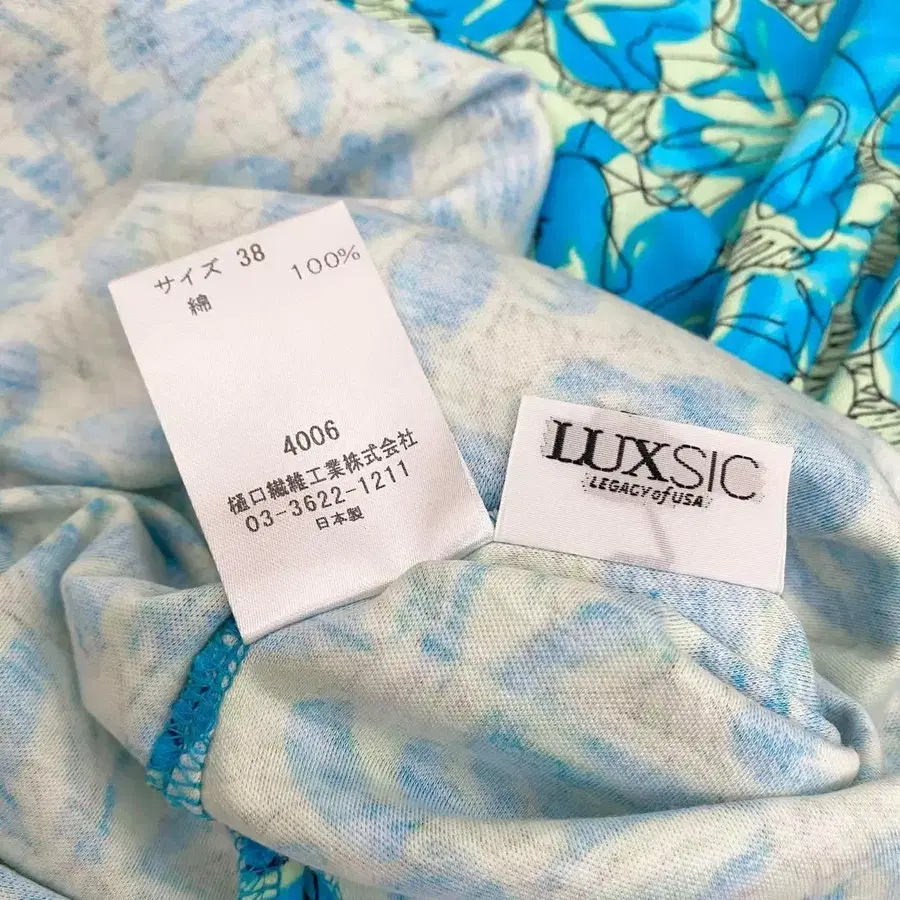 サイズ 38
綿 100%
4006
樋口繊維工業株式会社
03-3622-1211
日本製
LUXSIC
LEGACY of USA